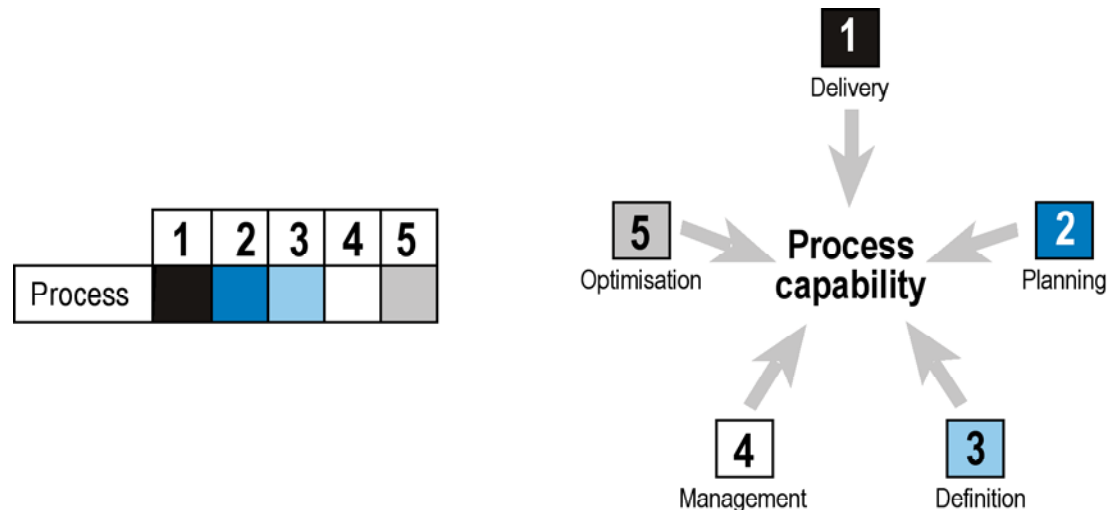 1 2 3 4 5
Process
1
Delivery
5
Optimisation
Process
capability
2
Planning
4
Management
3
Definition